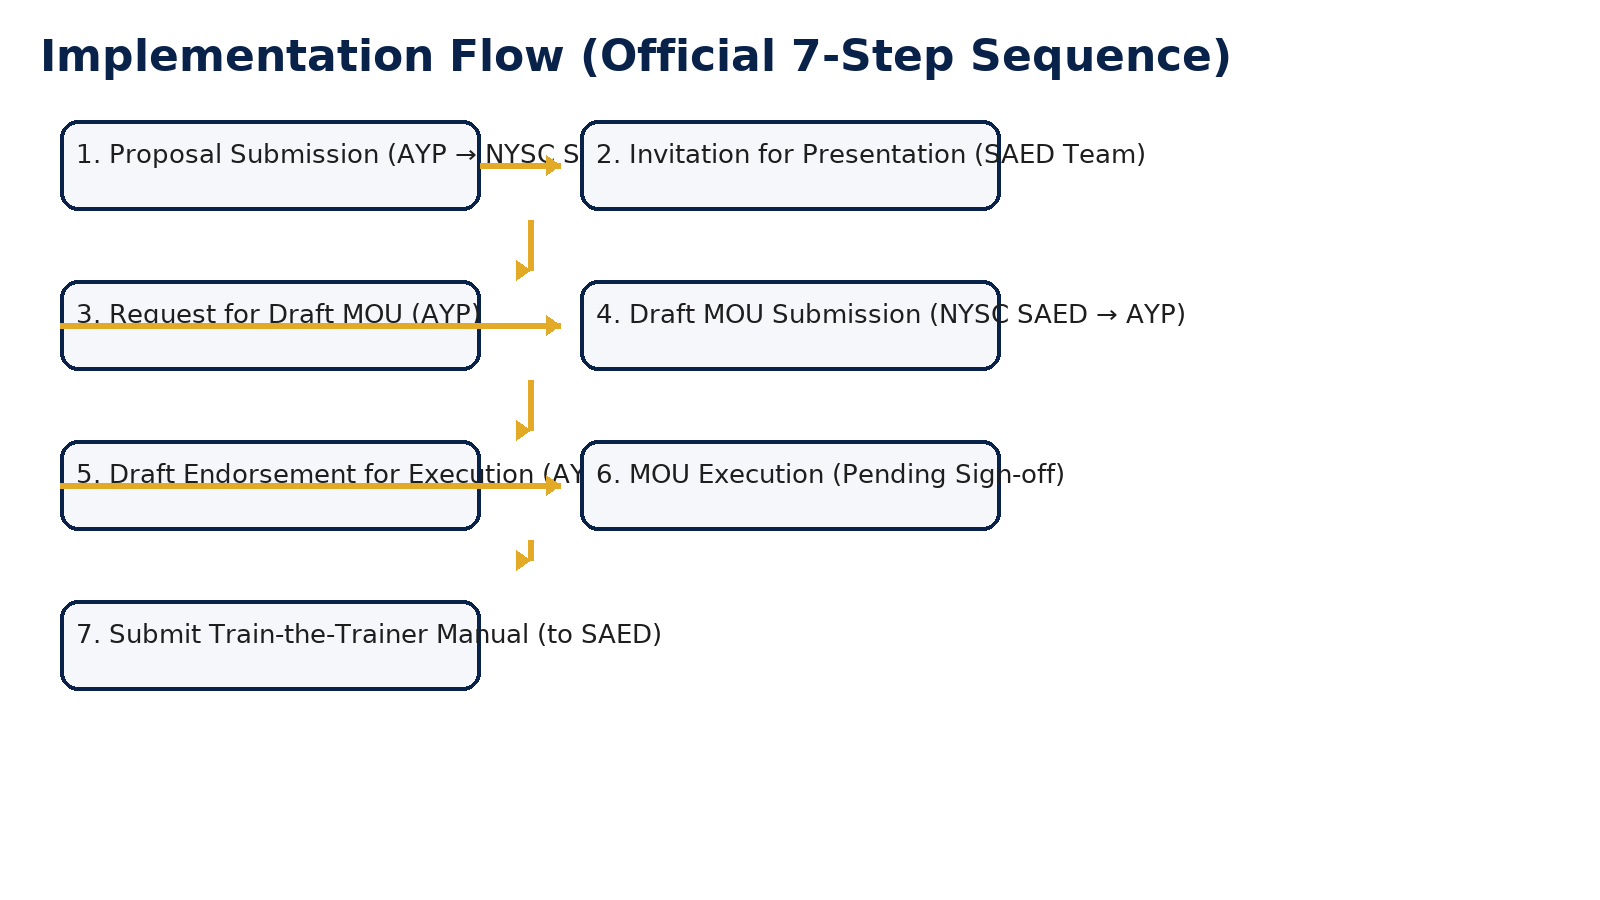 Implementation Flow (Official 7-Step Sequence)
1. Proposal Submission (AYP → NYSC S
2. Invitation for Presentation (SAED Team)
3. Request for Draft MOU (AYP)
4. Draft MOU Submission (NYSC SAED → AYP)
5. Draft Endorsement for Execution (AY
6. MOU Execution (Pending Sign-off)
7. Submit Train-the-Trainer Manual (to SAED)